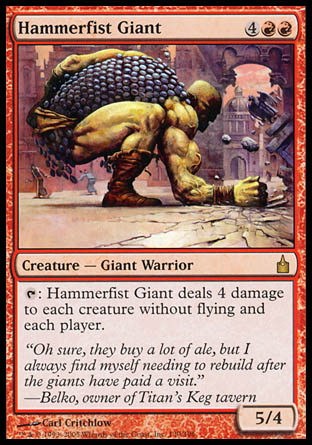 Hammerfist Giant 4
Creature — Giant Warrior
: Hammerfist Giant deals 4 damage
to each creature without flying and
each player.
“Oh sure, they buy a lot of ale, but I
always find myself needing to rebuild after
the giants have paid a visit.”
—Belko, owner of Titan’s Keg tavern
5/4
Carl Critchlow